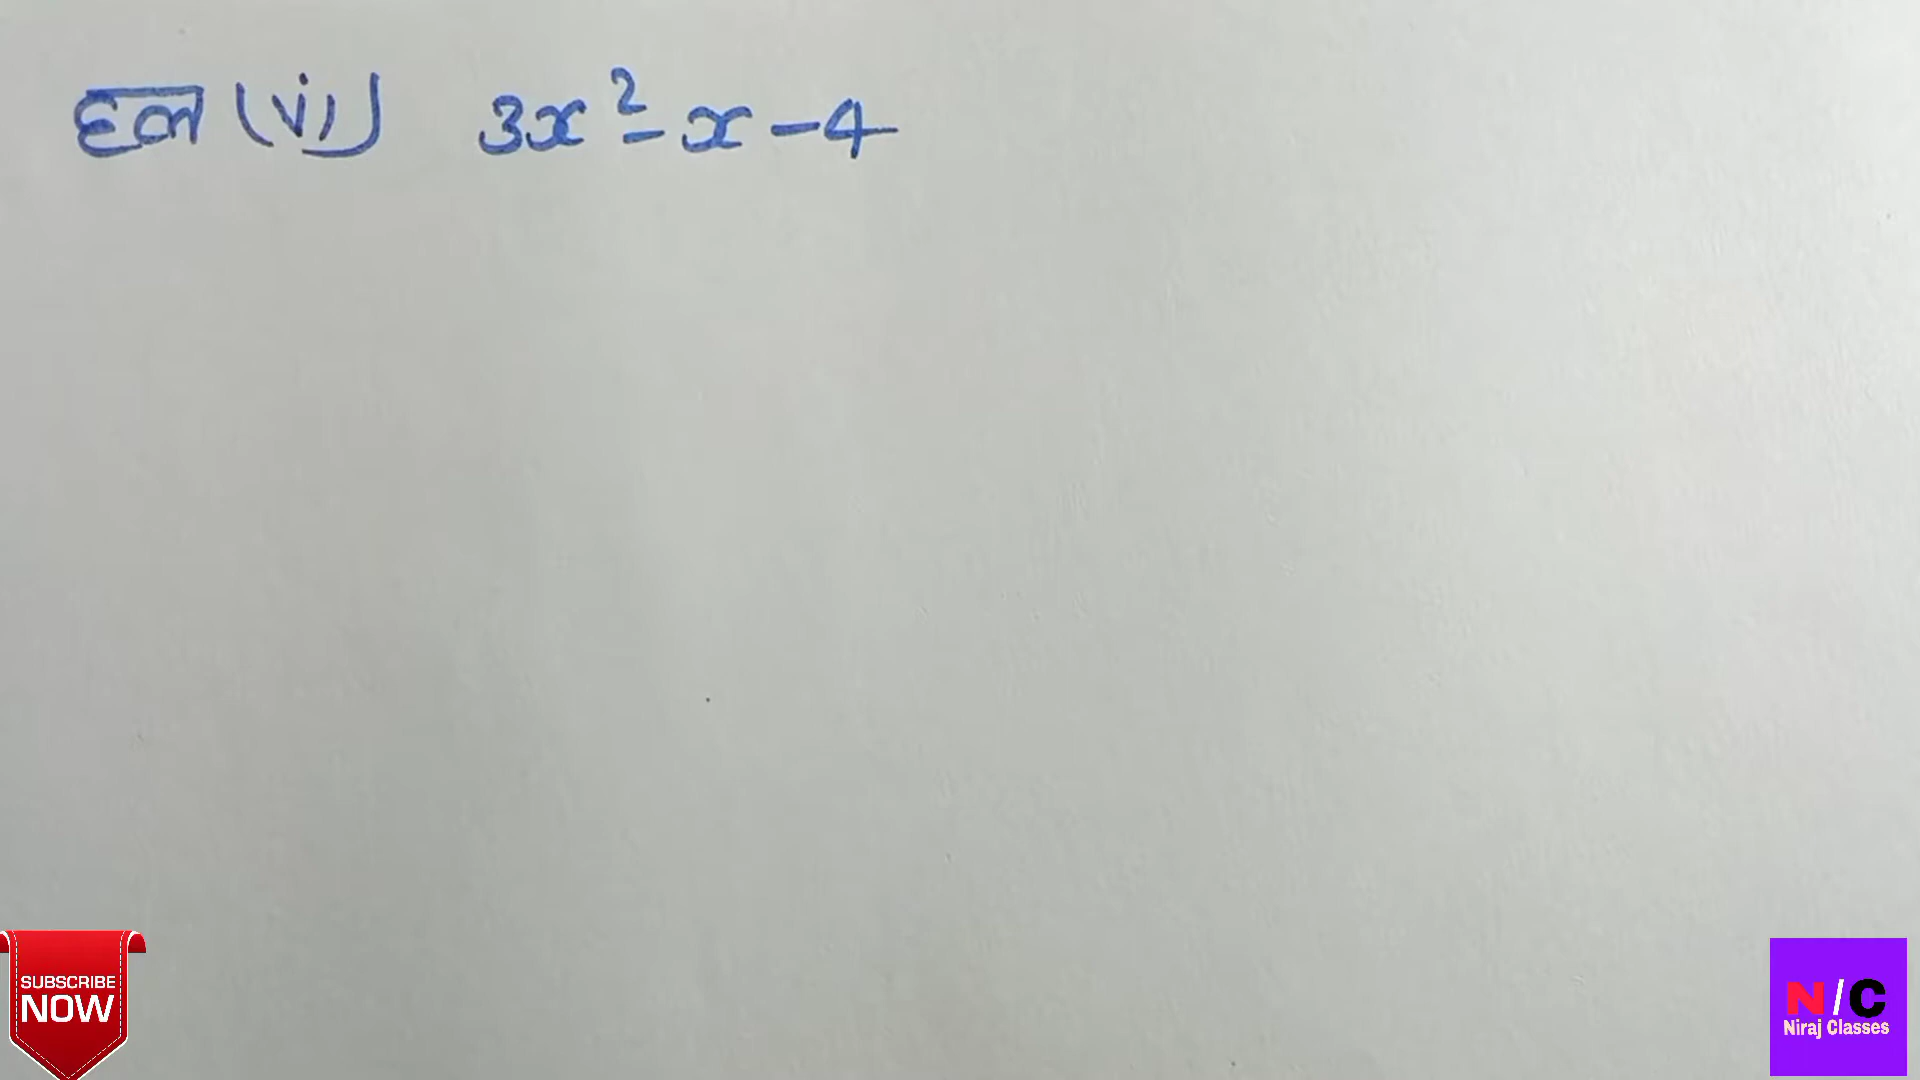 हल (vi) 3x² - x - 4
SUBSCRIBE
NOW
N/C
Niraj Classes